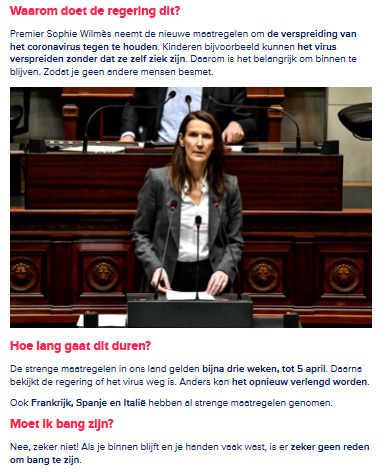 Waarom doet de regering dit?
Premier Sophie Wilmès neemt de nieuwe maatregelen om de verspreiding van
het coronavirus tegen te houden. Kinderen bijvoorbeeld kunnen het virus
verspreiden zonder dat ze zelf ziek zijn. Daarom is het belangrijk om binnen te
blijven. Zodat je geen andere mensen besmet.
Hoe lang gaat dit duren?
De strenge maatregelen in ons land gelden bijna drie weken, tot 5 april. Daarna
bekijkt de regering of het virus weg is. Anders kan het opnieuw verlengd worden.
Ook Frankrijk, Spanje en Italië hebben al strenge maatregelen genomen.
Moet ik bang zijn?
Nee, zeker niet! Als je binnen blijft en je handen vaak wast, is er zeker geen reden
om bang te zijn.